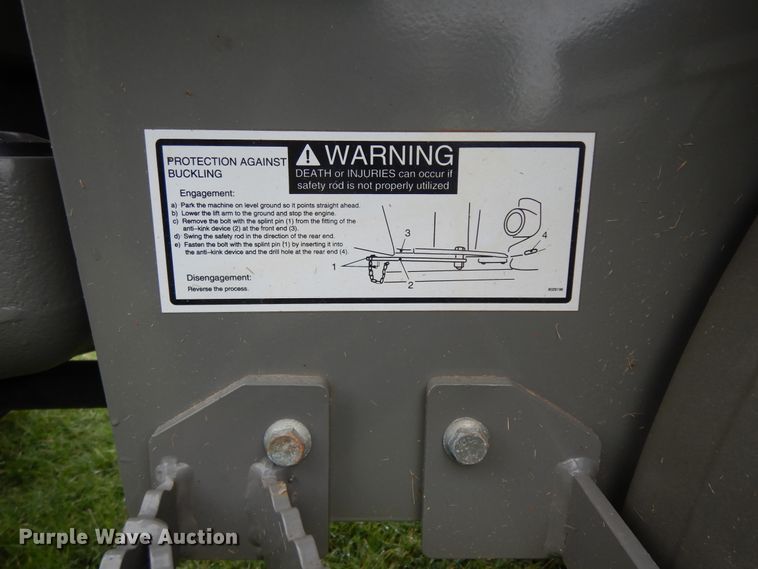 PROTECTION AGAINST
BUCKLING
WARNING
DEATH or INJURIES can occur if
safety rod is not properly utilized
Engagement:
a) Park the machine on level ground so it points straight ahead.
b) Lower the lift arm to the ground and stop the engine.
c) Remove the bolt with the splint pin (1) from the fitting of the
anti-kink device (2) at the front end (3).
d) Swing the safety rod in the direction of the rear end.
e) Fasten the bolt with the splint pin (1) by inserting it into
the anti-kink device and the drill hole at the rear end (4).
3
4
1
2
Disengagement:
Reverse the process.
Purple Wave Auction